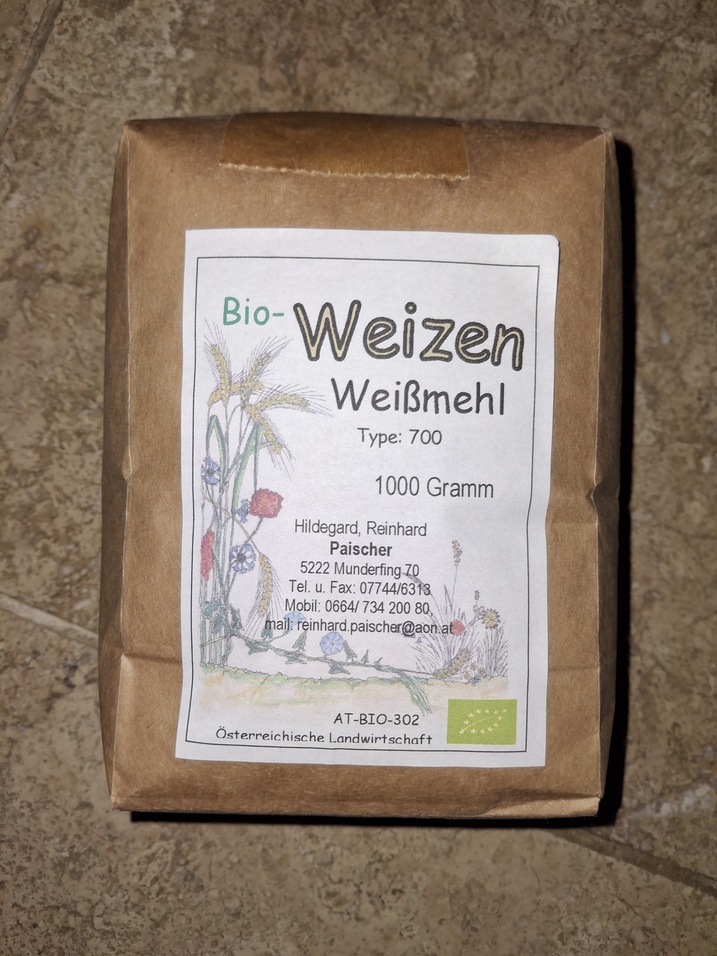 Bio- Weizen
Weißmehl
Type: 700
1000 Gramm
Hildegard, Reinhard
Paischer
5222 Munderfing 70
Tel. u. Fax: 07744/6313
Mobil: 0664/ 734 200 80,
mail: reinhard.paischer@aon.at
AT-BIO-302
Österreichische Landwirtschaft